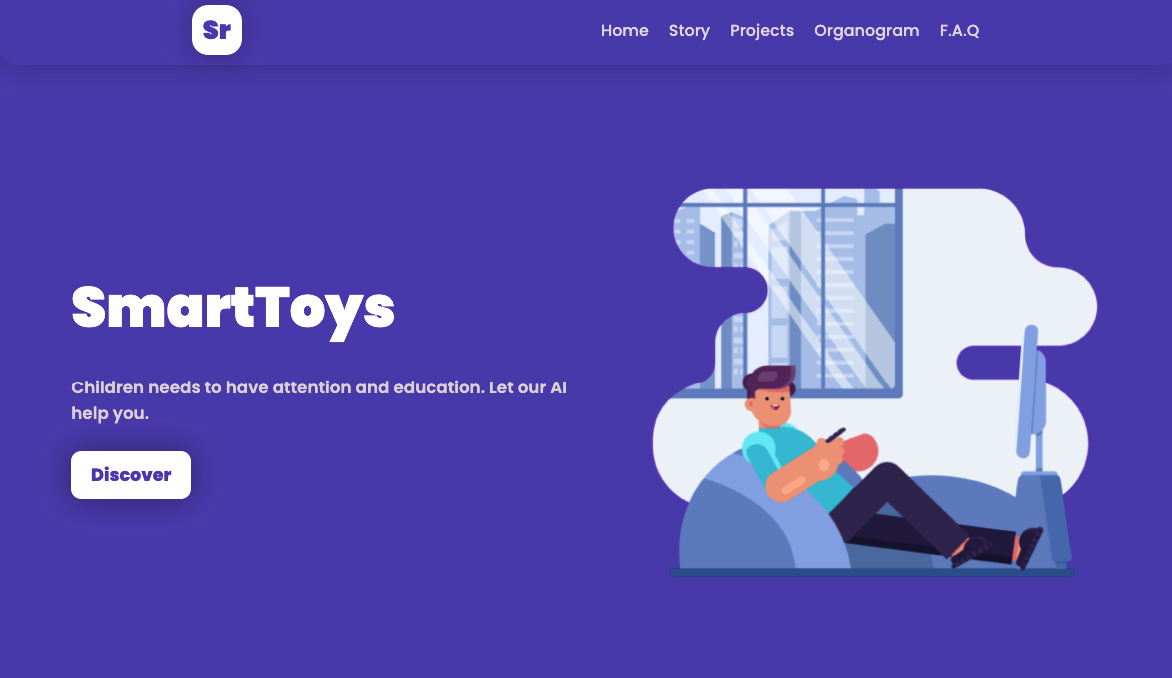 Sr
Home Story Projects Organogram F.A.Q
SmartToys
Children needs to have attention and education. Let our AI
help you.
Discover